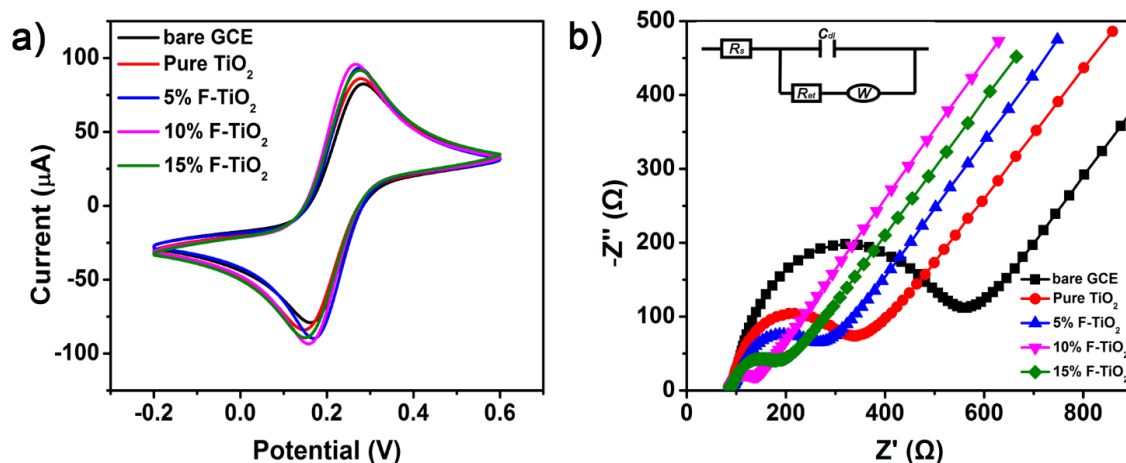 a)
bare GCE
Pure TiO₂
5% F-TiO₂
10% F-TiO₂
15% F-TiO₂
100
50
0
-50
-100
Current (μA)
-0.2
0.0
0.2
0.4
0.6
Potential (V)
b)
Rs
Cdl
Ret
W
500
400
300
200
100
0
-Z'' (Ω)
bare GCE
Pure TiO₂
5% F-TiO₂
10% F-TiO₂
15% F-TiO₂
0
200
400
600
800
Z' (Ω)